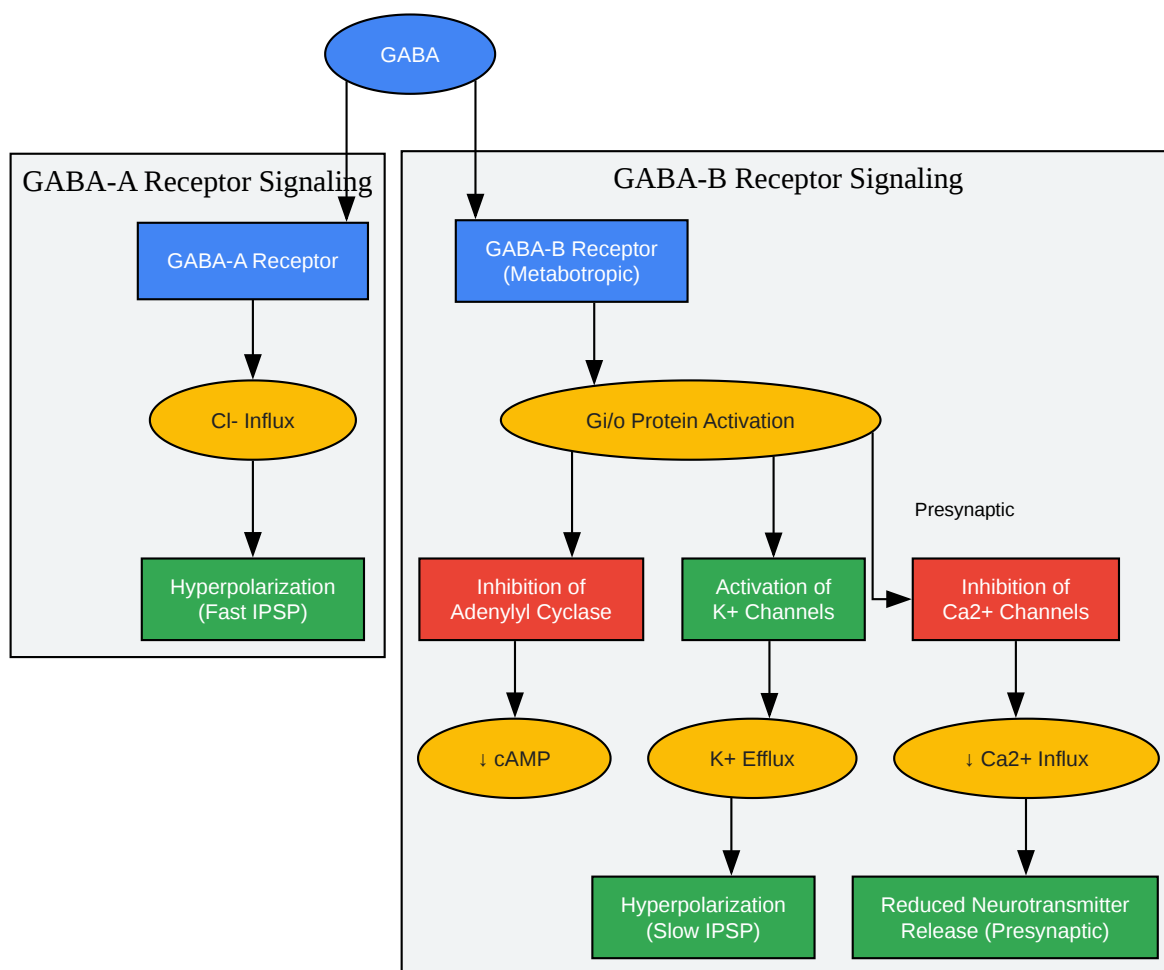 GABA
GABA-A Receptor Signaling
GABA-A Receptor
Cl- Influx
Hyperpolarization
(Fast IPSP)
GABA-B Receptor Signaling
GABA-B Receptor
(Metabotropic)
Gi/o Protein Activation
Presynaptic
Inhibition of
Adenylyl Cyclase
Activation of
K+ Channels
Inhibition of
Ca2+ Channels
↓ cAMP
K+ Efflux
↓ Ca2+ Influx
Hyperpolarization
(Slow IPSP)
Reduced Neurotransmitter
Release (Presynaptic)